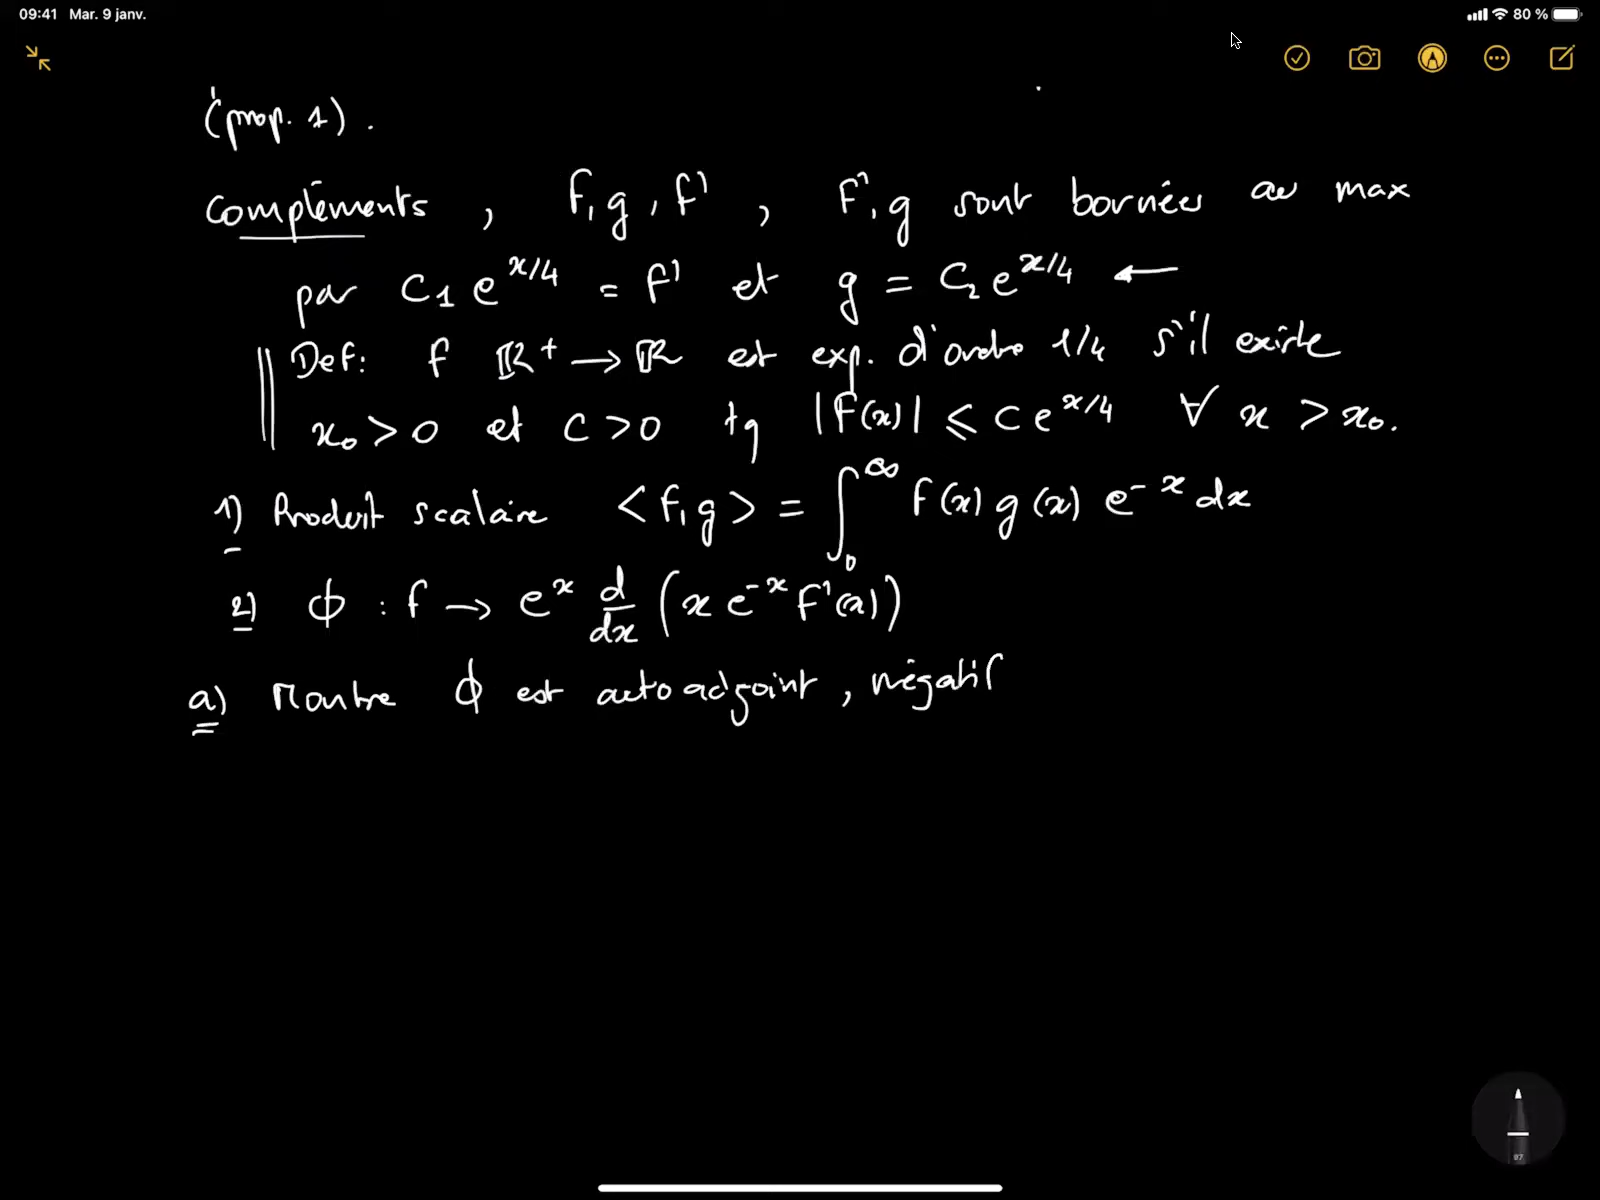 09:41 Mar. 9 janv. 80 %
(prop. 1).
compléments, f, g, f', f', g sont bornées au max
par C1 e^{x/4} = f' et g = C2 e^{x/4} ←
Def: f ℝ+ → ℝ est exp. d'ordre 1/4 s'il existe
x0 > 0 et C > 0 tq |f(x)| ⩽ C e^{x/4} ∀ x > x0.
1) Produit scalaire <f, g> = ∫_0^∞ f(x) g(x) e^{-x} dx
2) ϕ : f → e^x d/dx (x e^{-x} f'(x))
a) Montre ϕ est autoadjoint, négatif
97